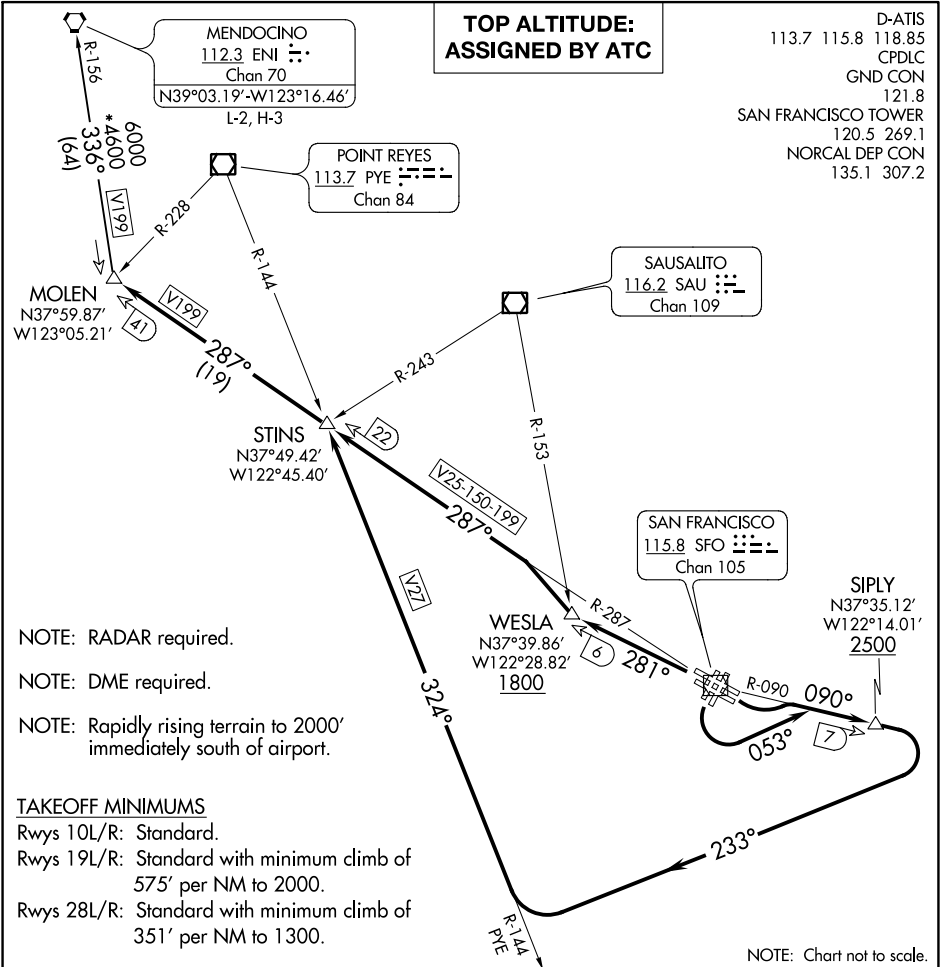 TOP ALTITUDE:
ASSIGNED BY ATC
D-ATIS
113.7 115.8 118.85
CPDLC
GND CON
121.8
SAN FRANCISCO TOWER
120.5 269.1
NORCAL DEP CON
135.1 307.2
MENDOCINO
112.3 ENI
Chan 70
N39°03.19'-W123°16.46'
L-2, H-3
R-156
6000
*4600
336°
(64)
V199
POINT REYES
113.7 PYE
Chan 84
R-228
R-144
MOLEN
N37°59.87'
W123°05.21'
41
V199
287°
(19)
SAUSALITO
116.2 SAU
Chan 109
R-243
R-153
STINS
N37°49.42'
W122°45.40'
22
V25-150-199
287°
V27
324°
SAN FRANCISCO
115.8 SFO
Chan 105
R-287
WESLA
N37°39.86'
W122°28.82'
1800
6
281°
SIPLY
N37°35.12'
W122°14.01'
2500
R-090
090°
7
053°
233°
R-144
PYE
NOTE: RADAR required.
NOTE: DME required.
NOTE: Rapidly rising terrain to 2000'
immediately south of airport.
TAKEOFF MINIMUMS
Rwys 10L/R: Standard.
Rwys 19L/R: Standard with minimum climb of
575' per NM to 2000.
Rwys 28L/R: Standard with minimum climb of
351' per NM to 1300.
NOTE: Chart not to scale.